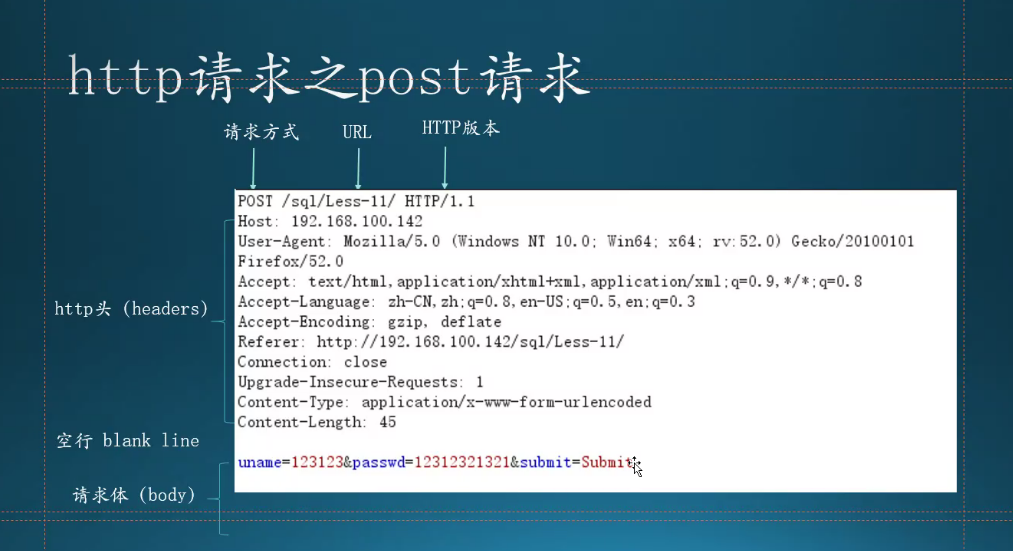 http请求之post请求
请求方式 URL HTTP版本
POST /sql/Less-11/ HTTP/1.1
Host: 192.168.100.142
User-Agent: Mozilla/5.0 (Windows NT 10.0; Win64; x64; rv:52.0) Gecko/20100101
Firefox/52.0
Accept: text/html,application/xhtml+xml,application/xml;q=0.9,*/*;q=0.8
Accept-Language: zh-CN,zh;q=0.8,en-US;q=0.5,en;q=0.3
Accept-Encoding: gzip, deflate
Referer: http://192.168.100.142/sql/Less-11/
Connection: close
Upgrade-Insecure-Requests: 1
Content-Type: application/x-www-form-urlencoded
Content-Length: 45
uname=123123&passwd=12312321321&submit=Submit
http头 (headers)
空行 blank line
请求体 (body)